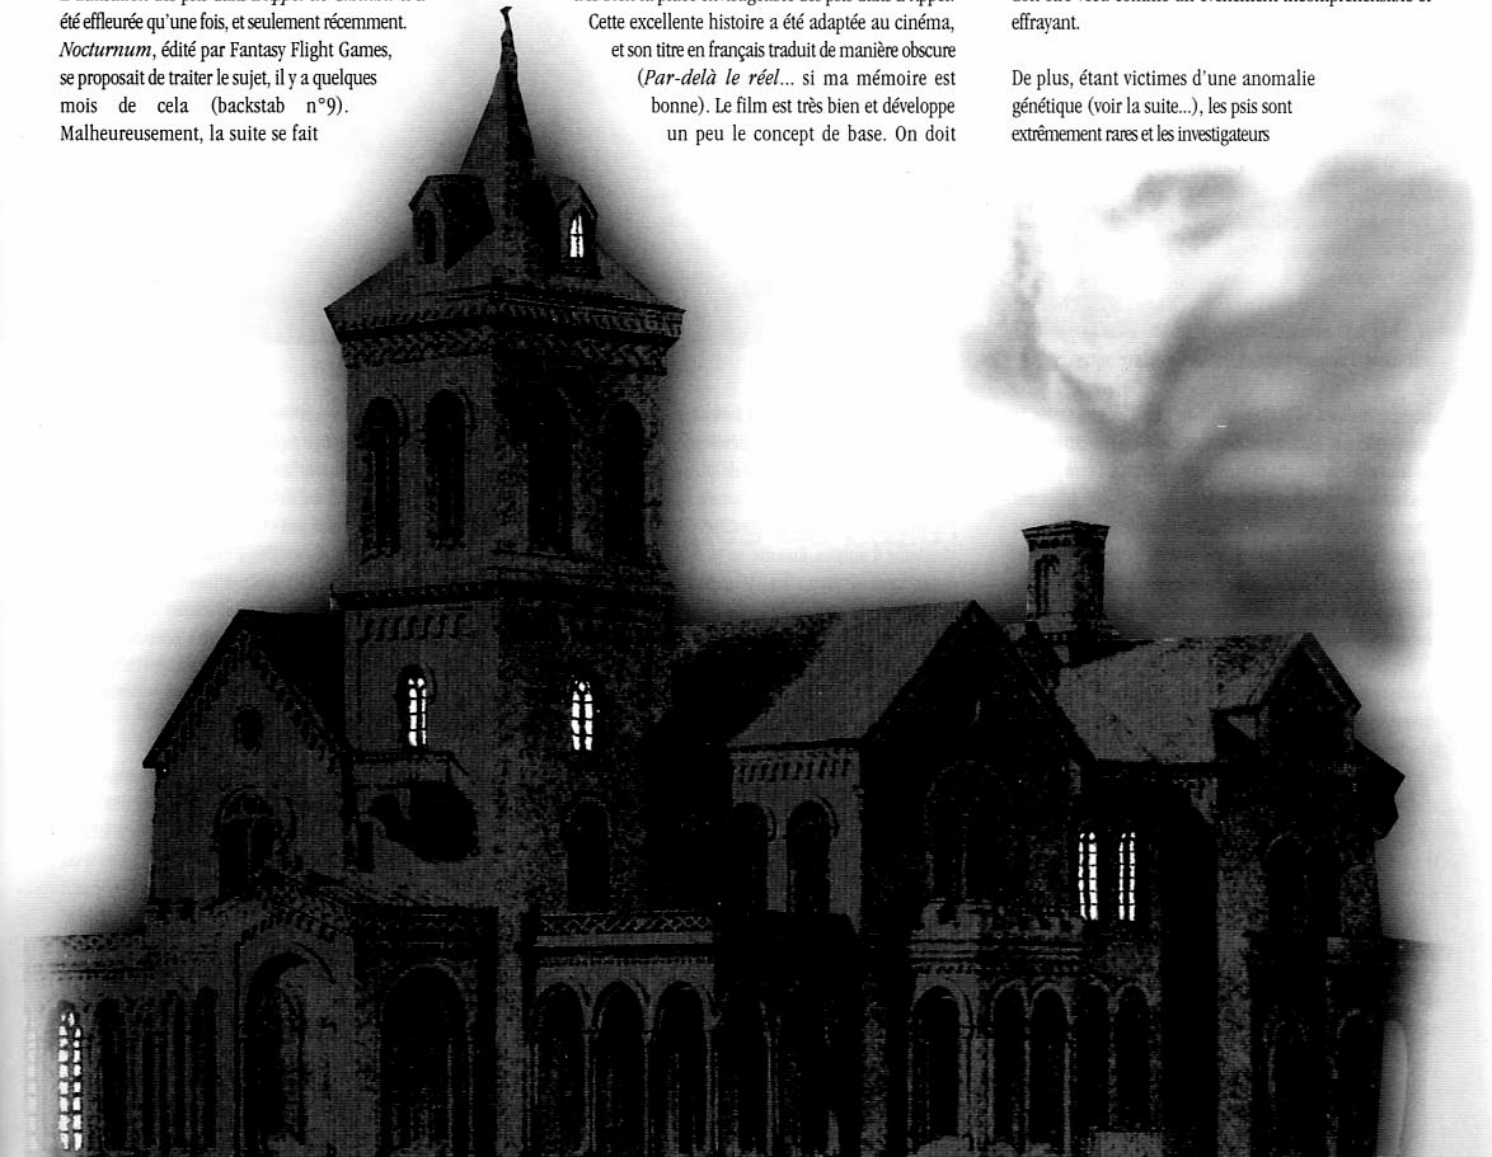 été effleurée qu'une fois, et seulement récemment.
Nocturnum, édité par Fantasy Flight Games,
se proposait de traiter le sujet, il y a quelques
mois de cela (backstab n°9).
Malheureusement, la suite se fait
Cette excellente histoire a été adaptée au cinéma,
et son titre en français traduit de manière obscure
(Par-delà le réel... si ma mémoire est
bonne). Le film est très bien et développe
un peu le concept de base. On doit
effrayant.
De plus, étant victimes d'une anomalie
génétique (voir la suite...), les psis sont
extrêmement rares et les investigateurs